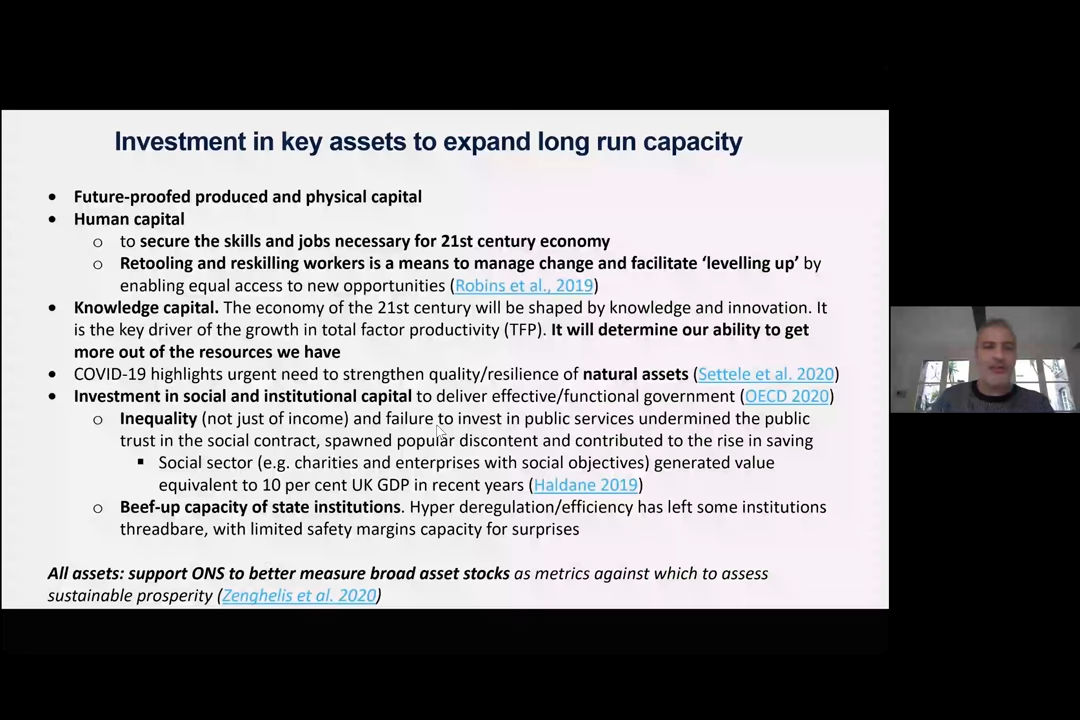 Investment in key assets to expand long run capacity
• Future-proofed produced and physical capital
• Human capital
o to secure the skills and jobs necessary for 21st century economy
o Retooling and reskilling workers is a means to manage change and facilitate ‘levelling up’ by
enabling equal access to new opportunities (Robins et al., 2019)
• Knowledge capital. The economy of the 21st century will be shaped by knowledge and innovation. It
is the key driver of the growth in total factor productivity (TFP). It will determine our ability to get
more out of the resources we have
• COVID-19 highlights urgent need to strengthen quality/resilience of natural assets (Settele et al. 2020)
• Investment in social and institutional capital to deliver effective/functional government (OECD 2020)
o Inequality (not just of income) and failure to invest in public services undermined the public
trust in the social contract, spawned popular discontent and contributed to the rise in saving
▪ Social sector (e.g. charities and enterprises with social objectives) generated value
equivalent to 10 per cent UK GDP in recent years (Haldane 2019)
o Beef-up capacity of state institutions. Hyper deregulation/efficiency has left some institutions
threadbare, with limited safety margins capacity for surprises
All assets: support ONS to better measure broad asset stocks as metrics against which to assess
sustainable prosperity (Zenghelis et al. 2020)